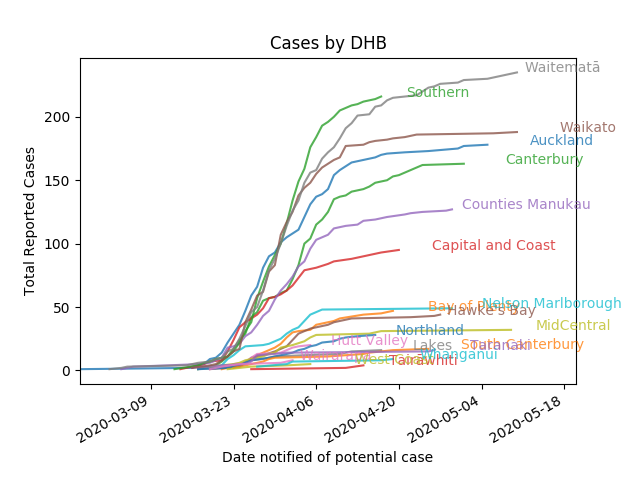 Cases by DHB
Total Reported Cases
200
150
100
50
0
Waitematā
Southern
Waikato
Auckland
Canterbury
Counties Manukau
Capital and Coast
Nelson Marlborough
Bay of Plenty
Hawke's Bay
MidCentral
Northland
Hutt Valley
Lakes
South Canterbury
Taranaki
Whanganui
West Coast
Tairāwhiti
2020-03-09
2020-03-23
2020-04-06
2020-04-20
2020-05-04
2020-05-18
Date notified of potential case